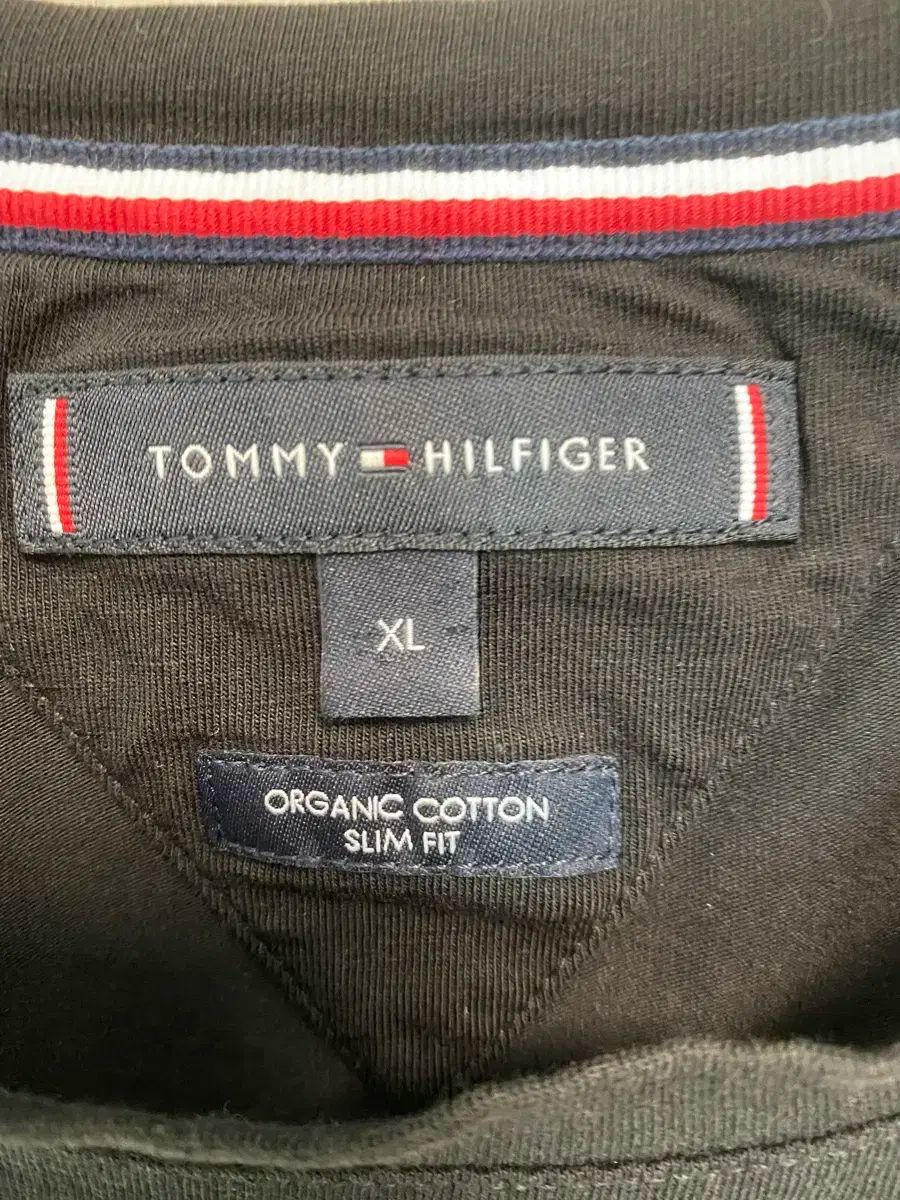 TOMMY HILFIGER
XL
ORGANIC COTTON
SLIM FIT